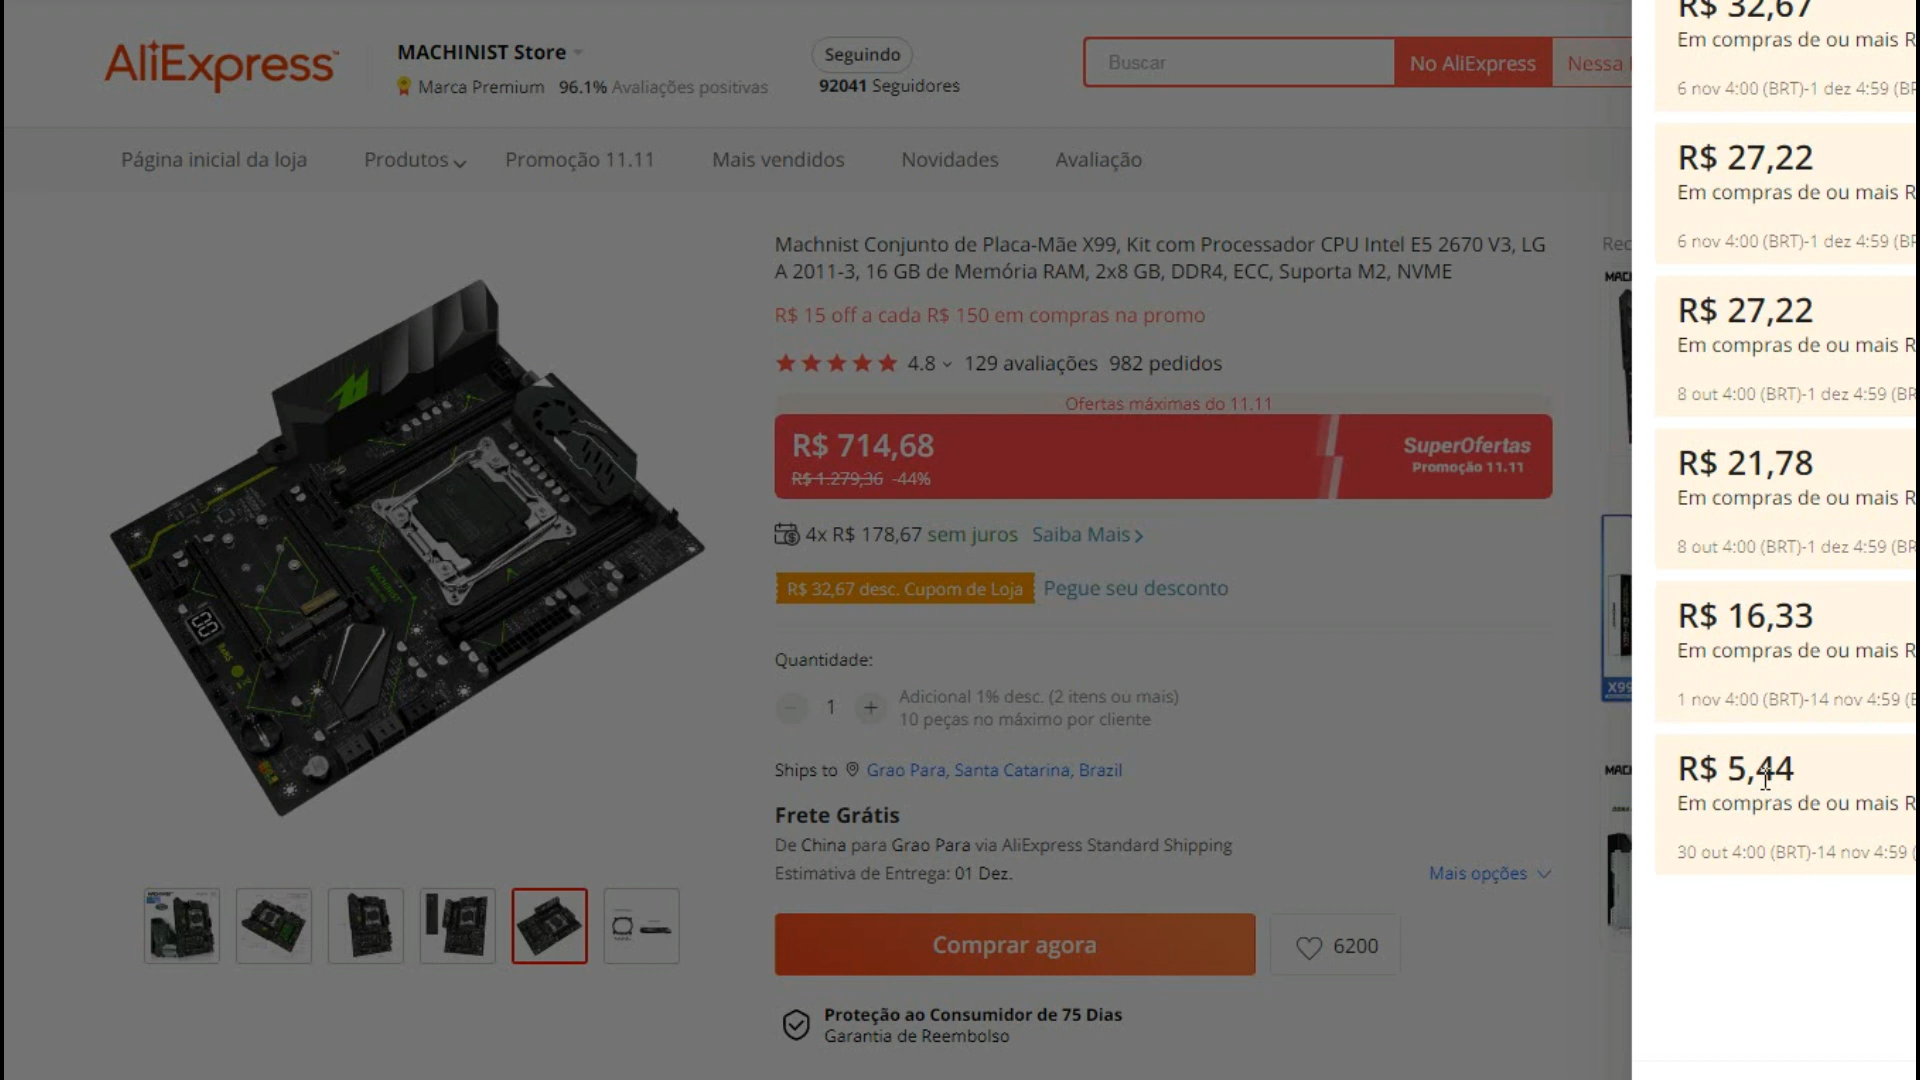 AliExpress
MACHINIST Store
Marca Premium 96.1% Avaliações positivas
Seguindo
92041 Seguidores
Buscar
No AliExpress
Nessa
Página inicial da loja
Produtos
Promoção 11.11
Mais vendidos
Novidades
Avaliação
Machnist Conjunto de Placa-Mãe X99, Kit com Processador CPU Intel E5 2670 V3, LG
A 2011-3, 16 GB de Memória RAM, 2x8 GB, DDR4, ECC, Suporta M2, NVME
R$ 15 off a cada R$ 150 em compras na promo
4.8 129 avaliações 982 pedidos
Ofertas máximas do 11.11
R$ 714,68
R$ 1.279,36 -44%
SuperOfertas
Promoção 11.11
4x R$ 178,67 sem juros Saiba Mais
R$ 32,67 desc. Cupom de Loja Pegue seu desconto
Quantidade:
1
Adicional 1% desc. (2 itens ou mais)
10 peças no máximo por cliente
Ships to Grao Para, Santa Catarina, Brazil
Frete Grátis
De China para Grao Para via AliExpress Standard Shipping
Estimativa de Entrega: 01 Dez.
Mais opções
Comprar agora
6200
Proteção ao Consumidor de 75 Dias
Garantia de Reembolso
Rec
X99
R$ 32,67
Em compras de ou mais R
6 nov 4:00 (BRT)-1 dez 4:59 (BR
R$ 27,22
Em compras de ou mais R
6 nov 4:00 (BRT)-1 dez 4:59 (BR
R$ 27,22
Em compras de ou mais R
8 out 4:00 (BRT)-1 dez 4:59 (BR
R$ 21,78
Em compras de ou mais R
8 out 4:00 (BRT)-1 dez 4:59 (BR
R$ 16,33
Em compras de ou mais R
1 nov 4:00 (BRT)-14 nov 4:59 (B
R$ 5,44
Em compras de ou mais R
30 out 4:00 (BRT)-14 nov 4:59 (